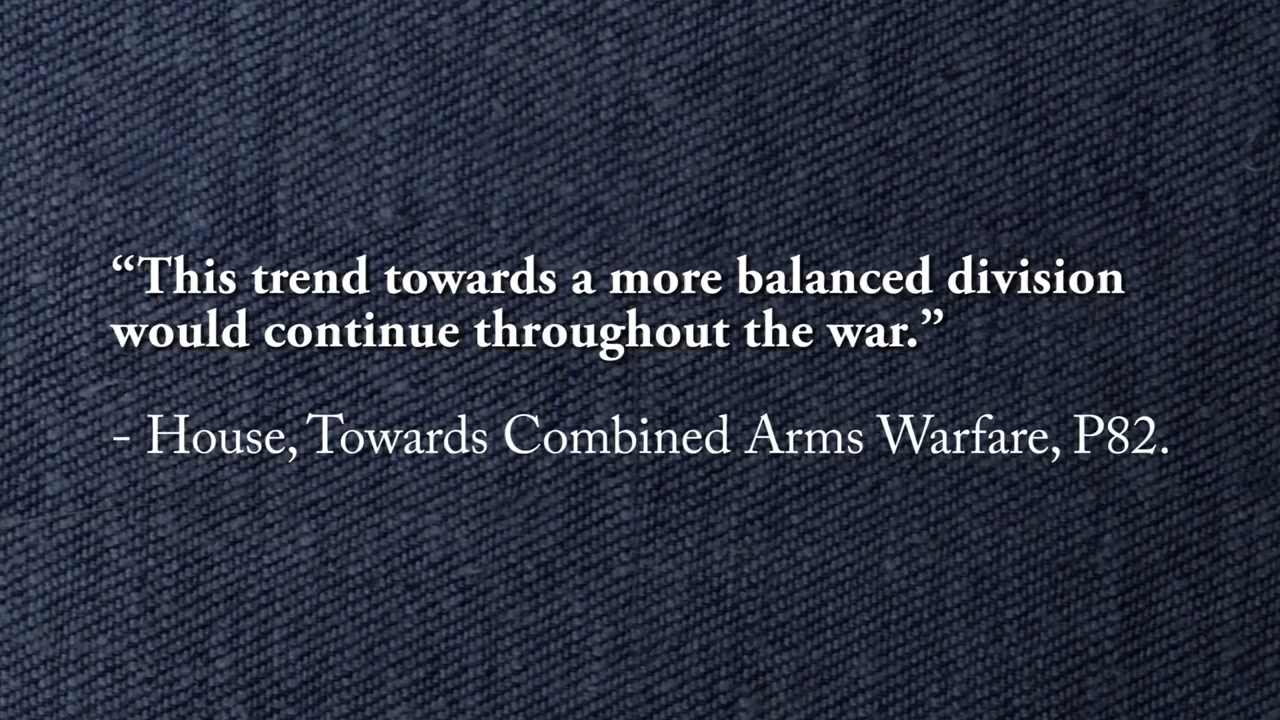 “This trend towards a more balanced division
would continue throughout the war.”
- House, Towards Combined Arms Warfare, P82.